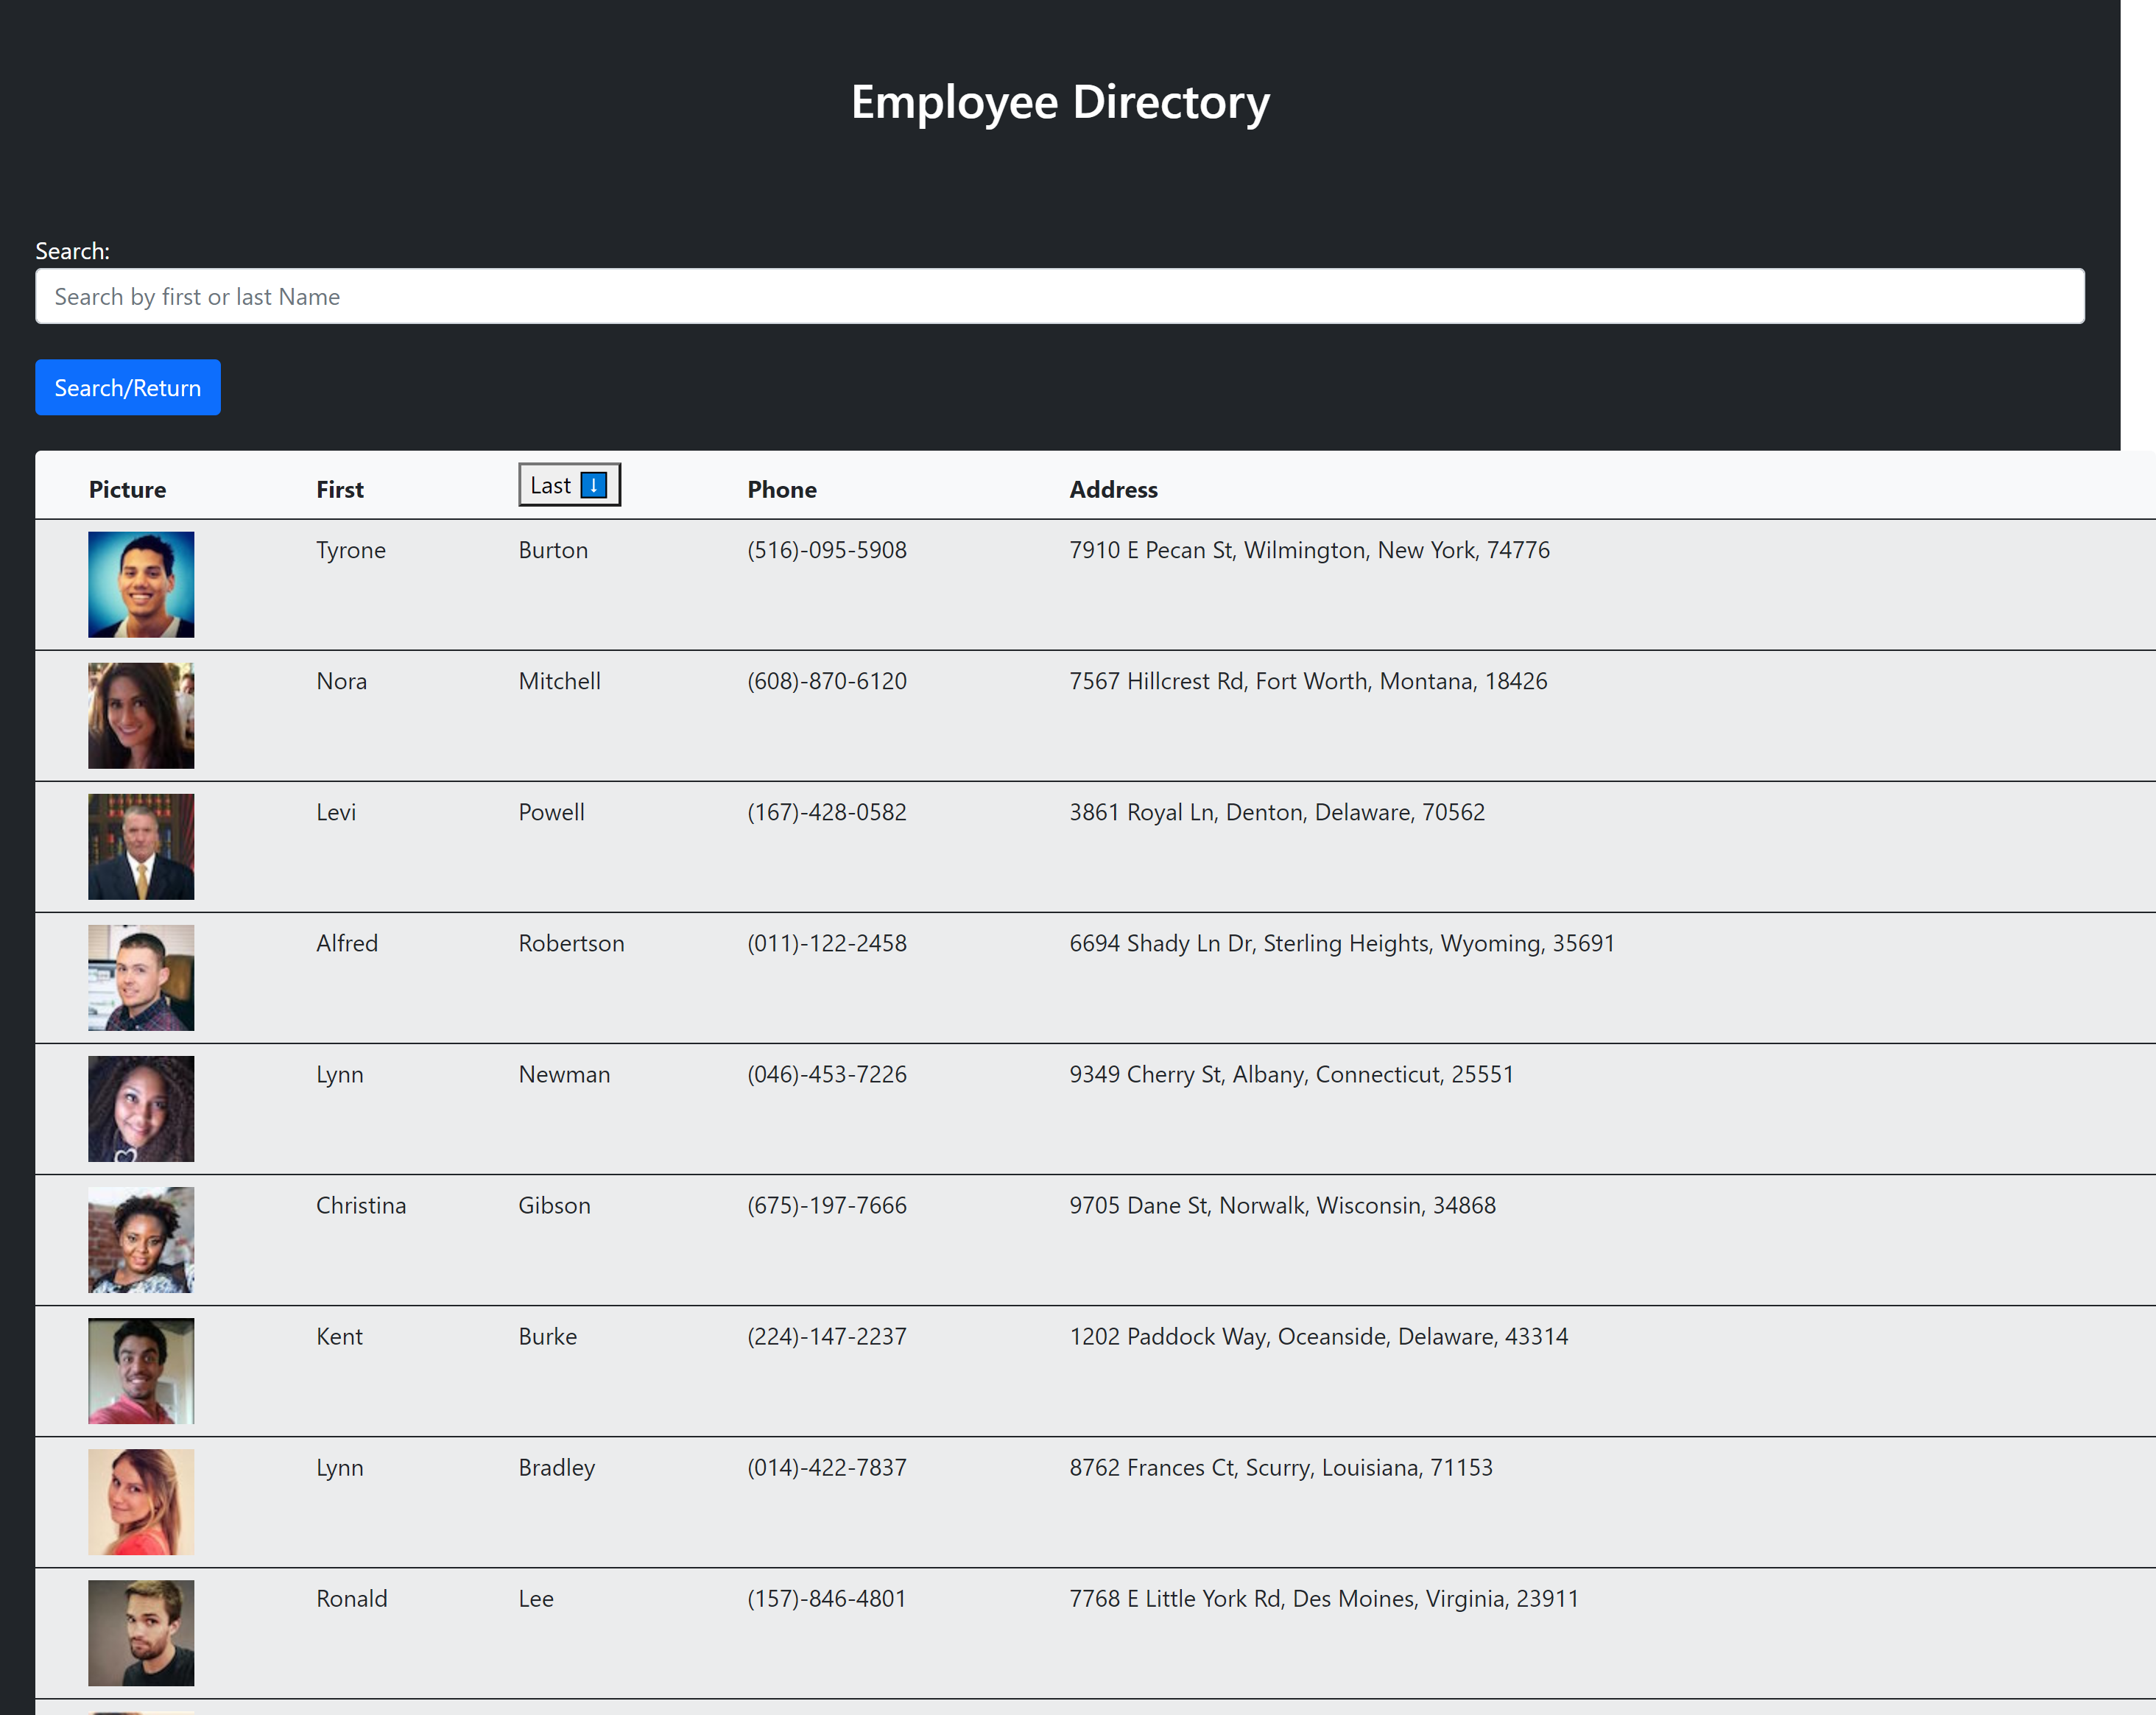 Employee Directory
Search:
Search by first or last Name
Search/Return
Picture First Last ↓ Phone Address
Tyrone Burton (516)-095-5908 7910 E Pecan St, Wilmington, New York, 74776
Nora Mitchell (608)-870-6120 7567 Hillcrest Rd, Fort Worth, Montana, 18426
Levi Powell (167)-428-0582 3861 Royal Ln, Denton, Delaware, 70562
Alfred Robertson (011)-122-2458 6694 Shady Ln Dr, Sterling Heights, Wyoming, 35691
Lynn Newman (046)-453-7226 9349 Cherry St, Albany, Connecticut, 25551
Christina Gibson (675)-197-7666 9705 Dane St, Norwalk, Wisconsin, 34868
Kent Burke (224)-147-2237 1202 Paddock Way, Oceanside, Delaware, 43314
Lynn Bradley (014)-422-7837 8762 Frances Ct, Scurry, Louisiana, 71153
Ronald Lee (157)-846-4801 7768 E Little York Rd, Des Moines, Virginia, 23911